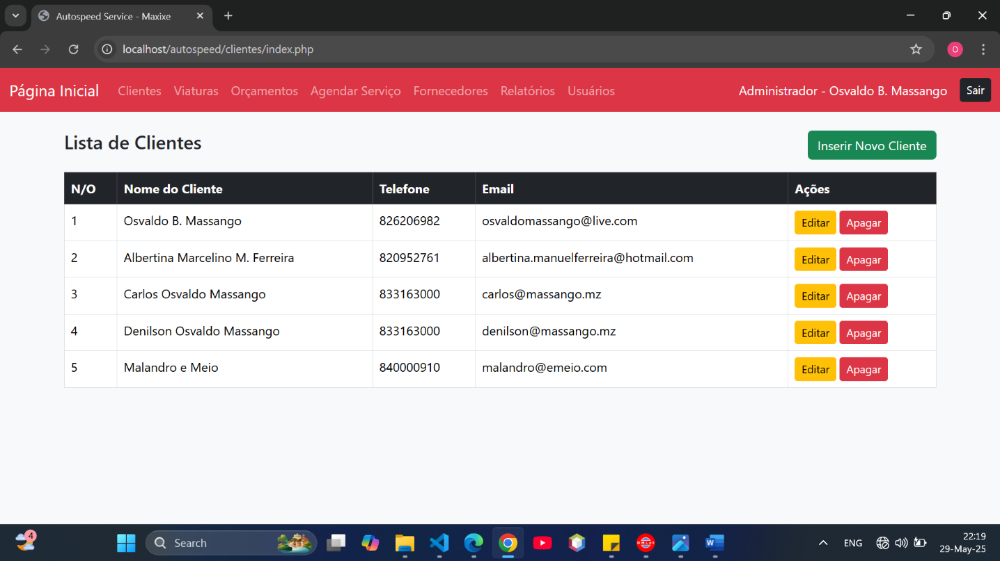 Autospeed Service - Maxixe
localhost/autospeed/clientes/index.php
O
Página Inicial Clientes Viaturas Orçamentos Agendar Serviço Fornecedores Relatórios Usuários Administrador - Osvaldo B. Massango Sair
Lista de Clientes Inserir Novo Cliente
N/O Nome do Cliente Telefone Email Ações
1 Osvaldo B. Massango 826206982 osvaldomassango@live.com Editar Apagar
2 Albertina Marcelino M. Ferreira 820952761 albertina.manuelferreira@hotmail.com Editar Apagar
3 Carlos Osvaldo Massango 833163000 carlos@massango.mz Editar Apagar
4 Denilson Osvaldo Massango 833163000 denilson@massango.mz Editar Apagar
5 Malandro e Meio 840000910 malandro@emeio.com Editar Apagar
4 Search ENG 22:19
29-May-25